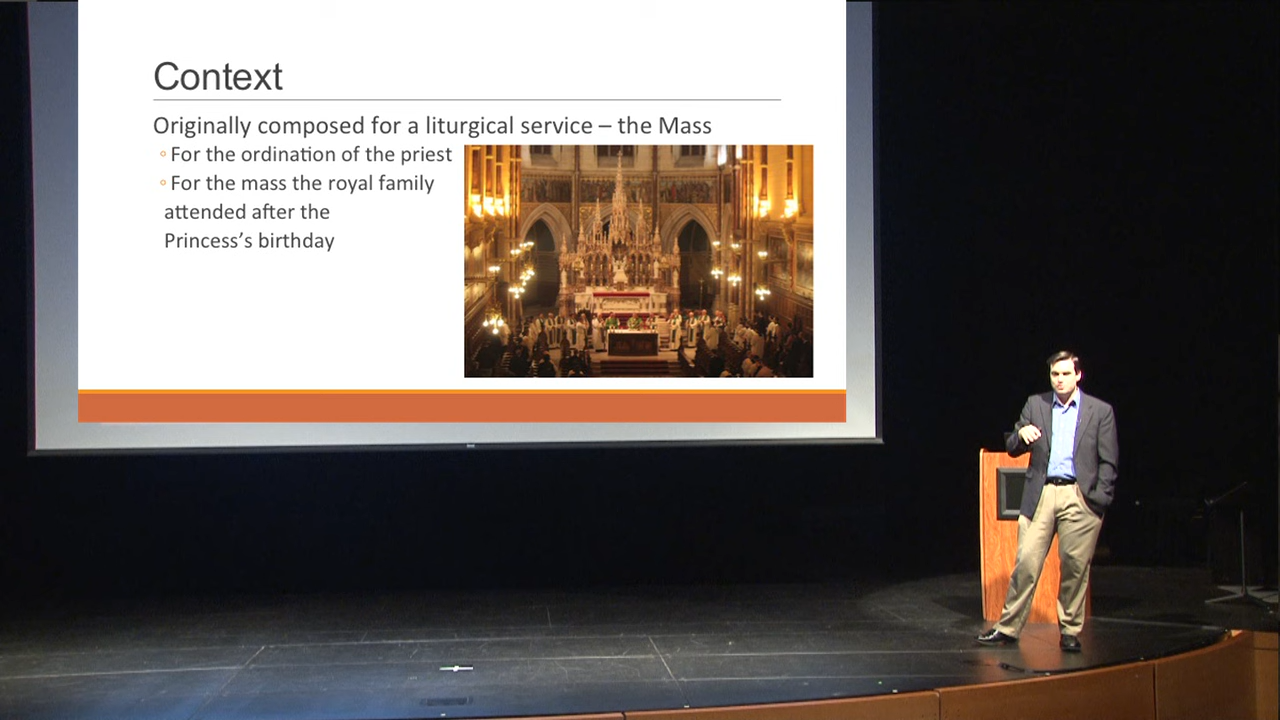 Context
Originally composed for a liturgical service – the Mass
◦ For the ordination of the priest
◦ For the mass the royal family
attended after the
Princess’s birthday